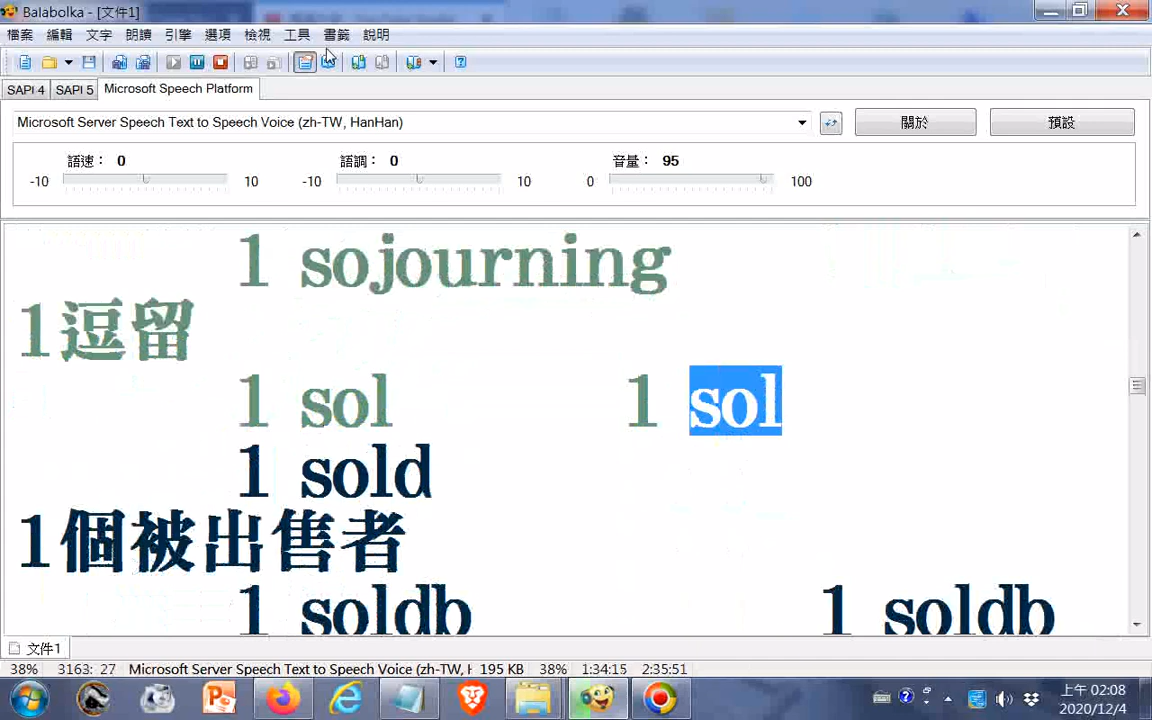 Balabolka - [文件1]
檔案 編輯 文字 朗讀 引擎 選項 檢視 工具 書籤 說明
SAPI 4 SAPI 5 Microsoft Speech Platform
Microsoft Server Speech Text to Speech Voice (zh-TW, HanHan) 關於 預設
語速： 0 語調： 0 音量： 95
-10 10 -10 10 0 100
1 sojourning
1逗留
1 sol 1 sol
1 sold
1個被出售者
1 soldb 1 soldb
文件1
38% 3163: 27 Microsoft Server Speech Text to Speech Voice (zh-TW, H 195 KB 38% 1:34:15 2:35:51
上午 02:08
2020/12/4